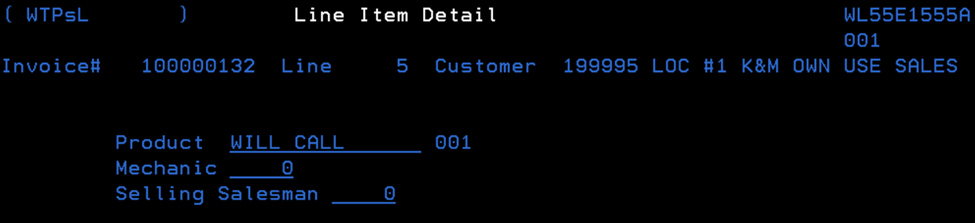 ( WTPsL ) Line Item Detail WL55E1555A
001
Invoice# 100000132 Line 5 Customer 199995 LOC #1 K&M OWN USE SALES
Product WILL CALL 001
Mechanic 0
Selling Salesman 0